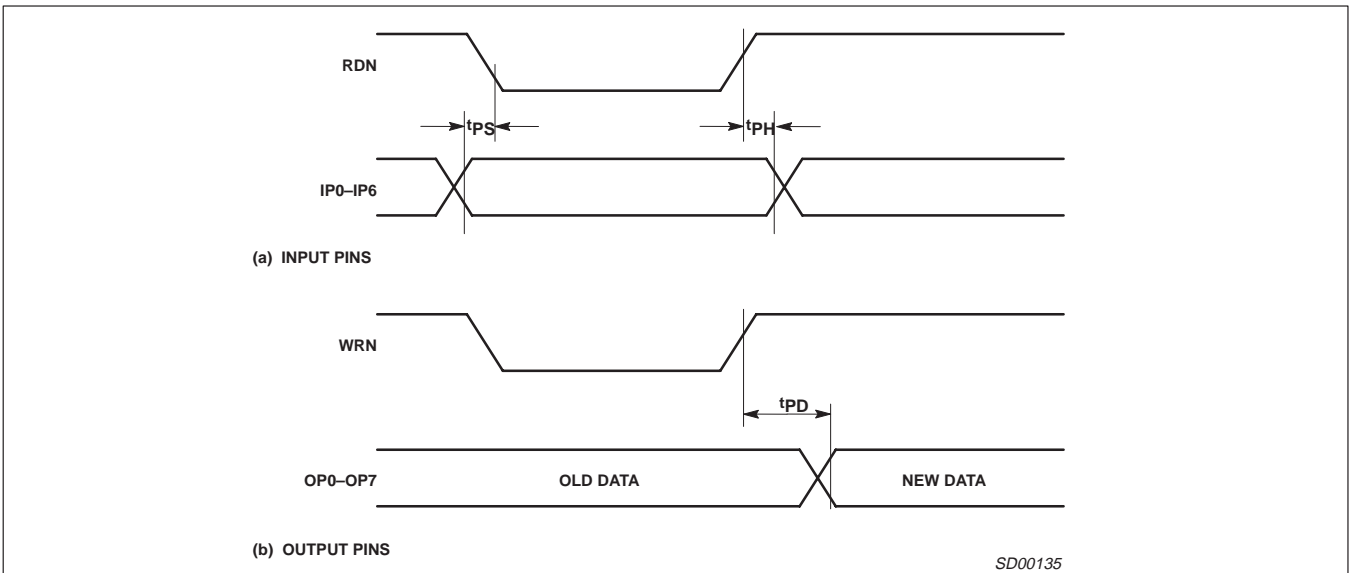 RDN
tPS
tPH
IP0–IP6
(a) INPUT PINS
WRN
tPD
OP0–OP7
OLD DATA
NEW DATA
(b) OUTPUT PINS
SD00135